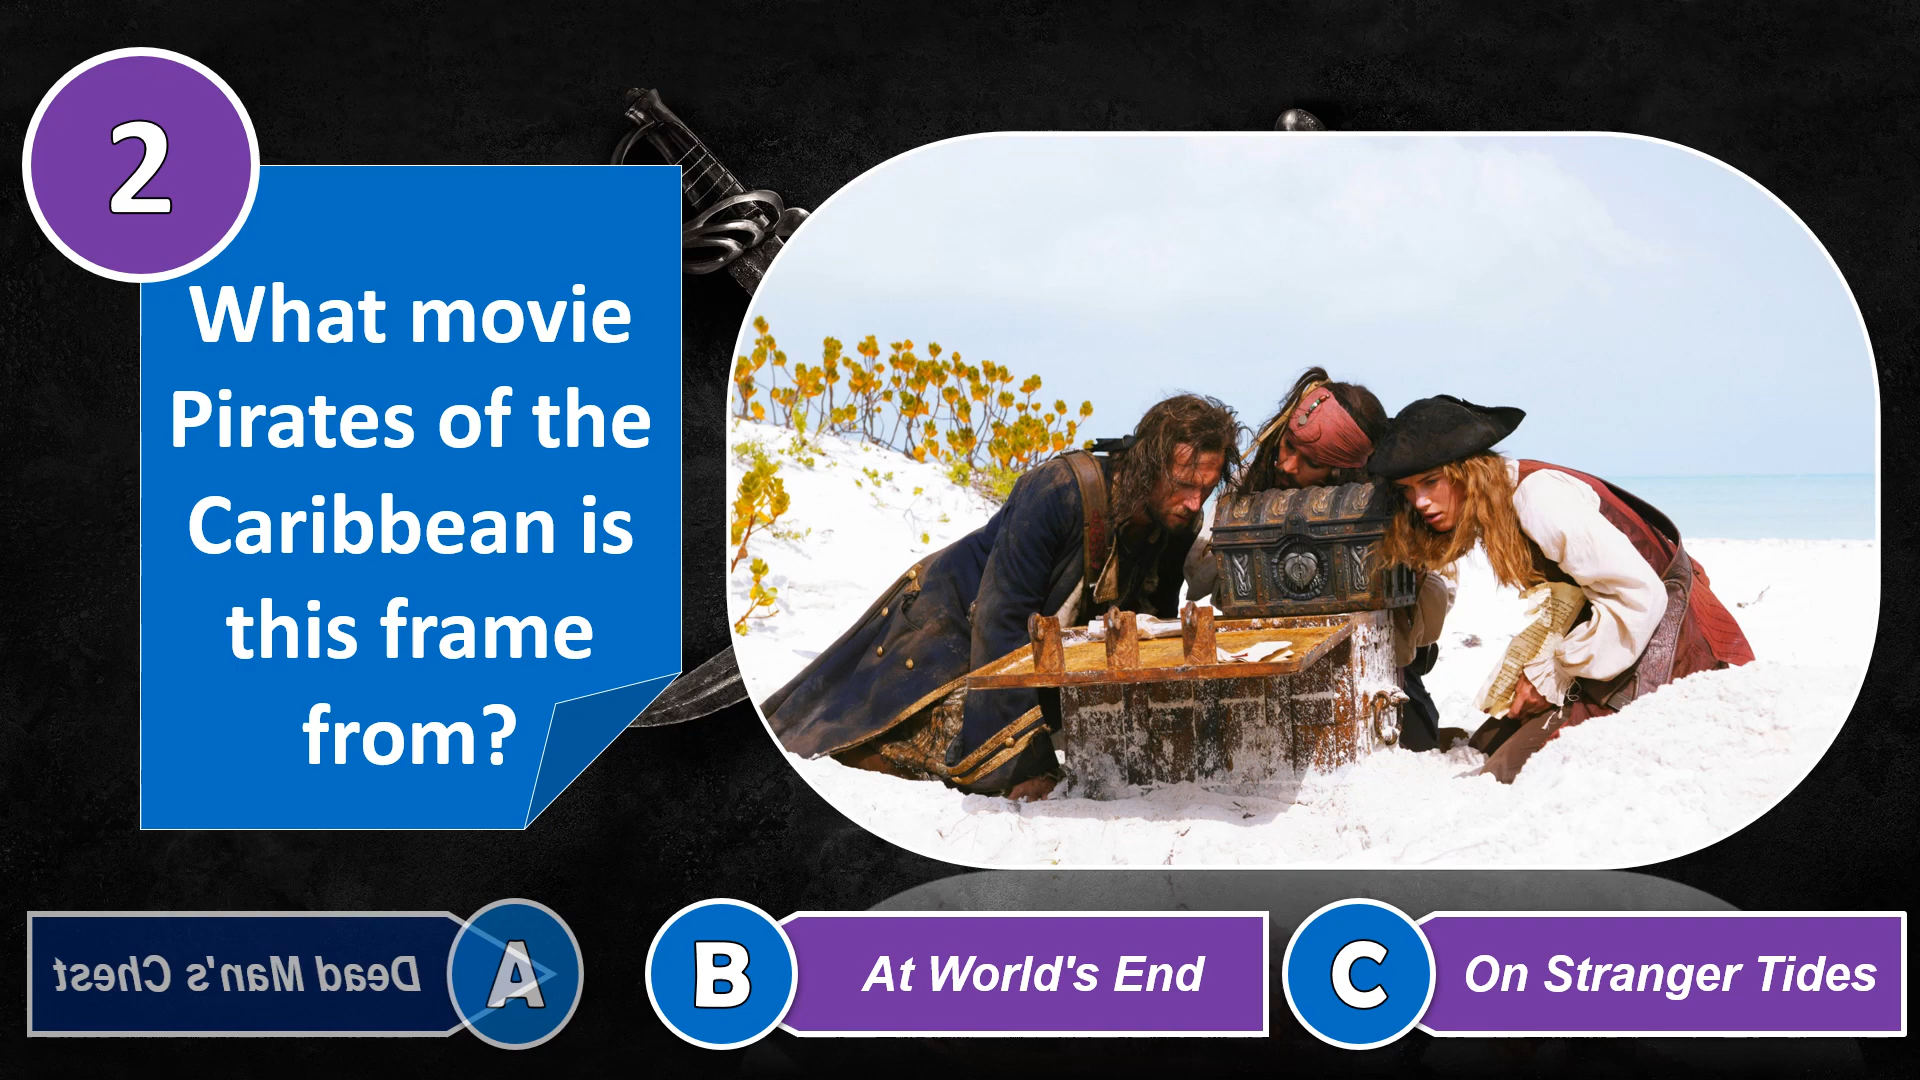 2
What movie
Pirates of the
Caribbean is
this frame
from?
Dead Man's Chest
A
B
At World's End
C
On Stranger Tides